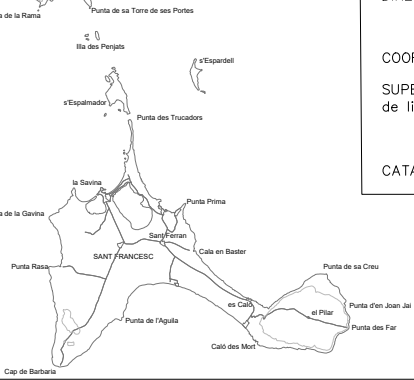 de la Rama
Punta de sa Torre de ses Portes
Illa des Penjats
s'Espardell
s'Espalmador
Punta des Trucadors
COOR
SUPE
de li
CATA
la Savina
Punta Prima
a de la Gavina
Sant Ferran
Cala en Baster
SANT FRANCESC
Punta Rasa
Punta de sa Creu
es Caló
el Pilar
Punta d'en Joan Jai
Punta de l'Aguila
Punta des Far
Caló des Mort
Cap de Barbaria